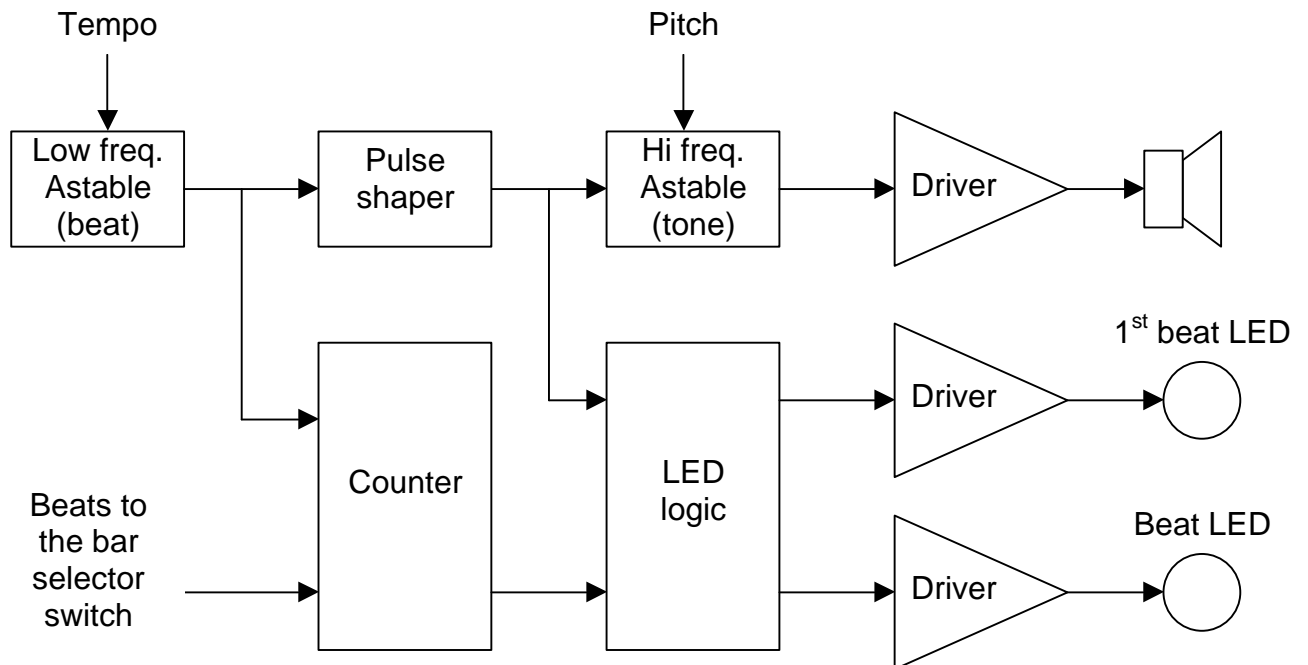 Tempo
Pitch
Low freq.
Astable
(beat)
Pulse
shaper
Hi freq.
Astable
(tone)
Driver
1st beat LED
Driver
Counter
LED
logic
Beats to
the bar
selector
switch
Beat LED
Driver